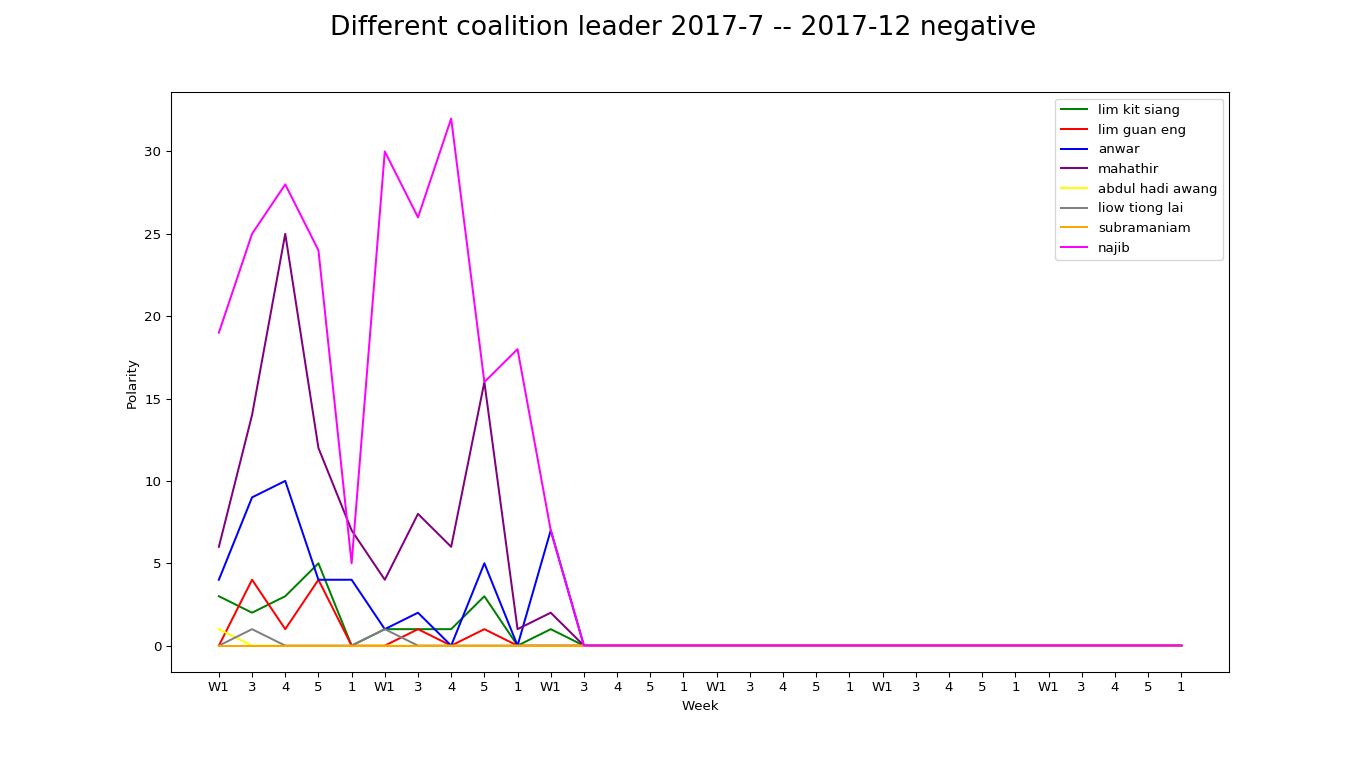 Different coalition leader 2017-7 -- 2017-12 negative
lim kit siang
lim guan eng
anwar
mahathir
abdul hadi awang
liow tiong lai
subramaniam
najib
30
25
20
15
10
5
0
Polarity
W1 3 4 5 1 W1 3 4 5 1 W1 3 4 5 1 W1 3 4 5 1 W1 3 4 5 1 W1 3 4 5 1
Week